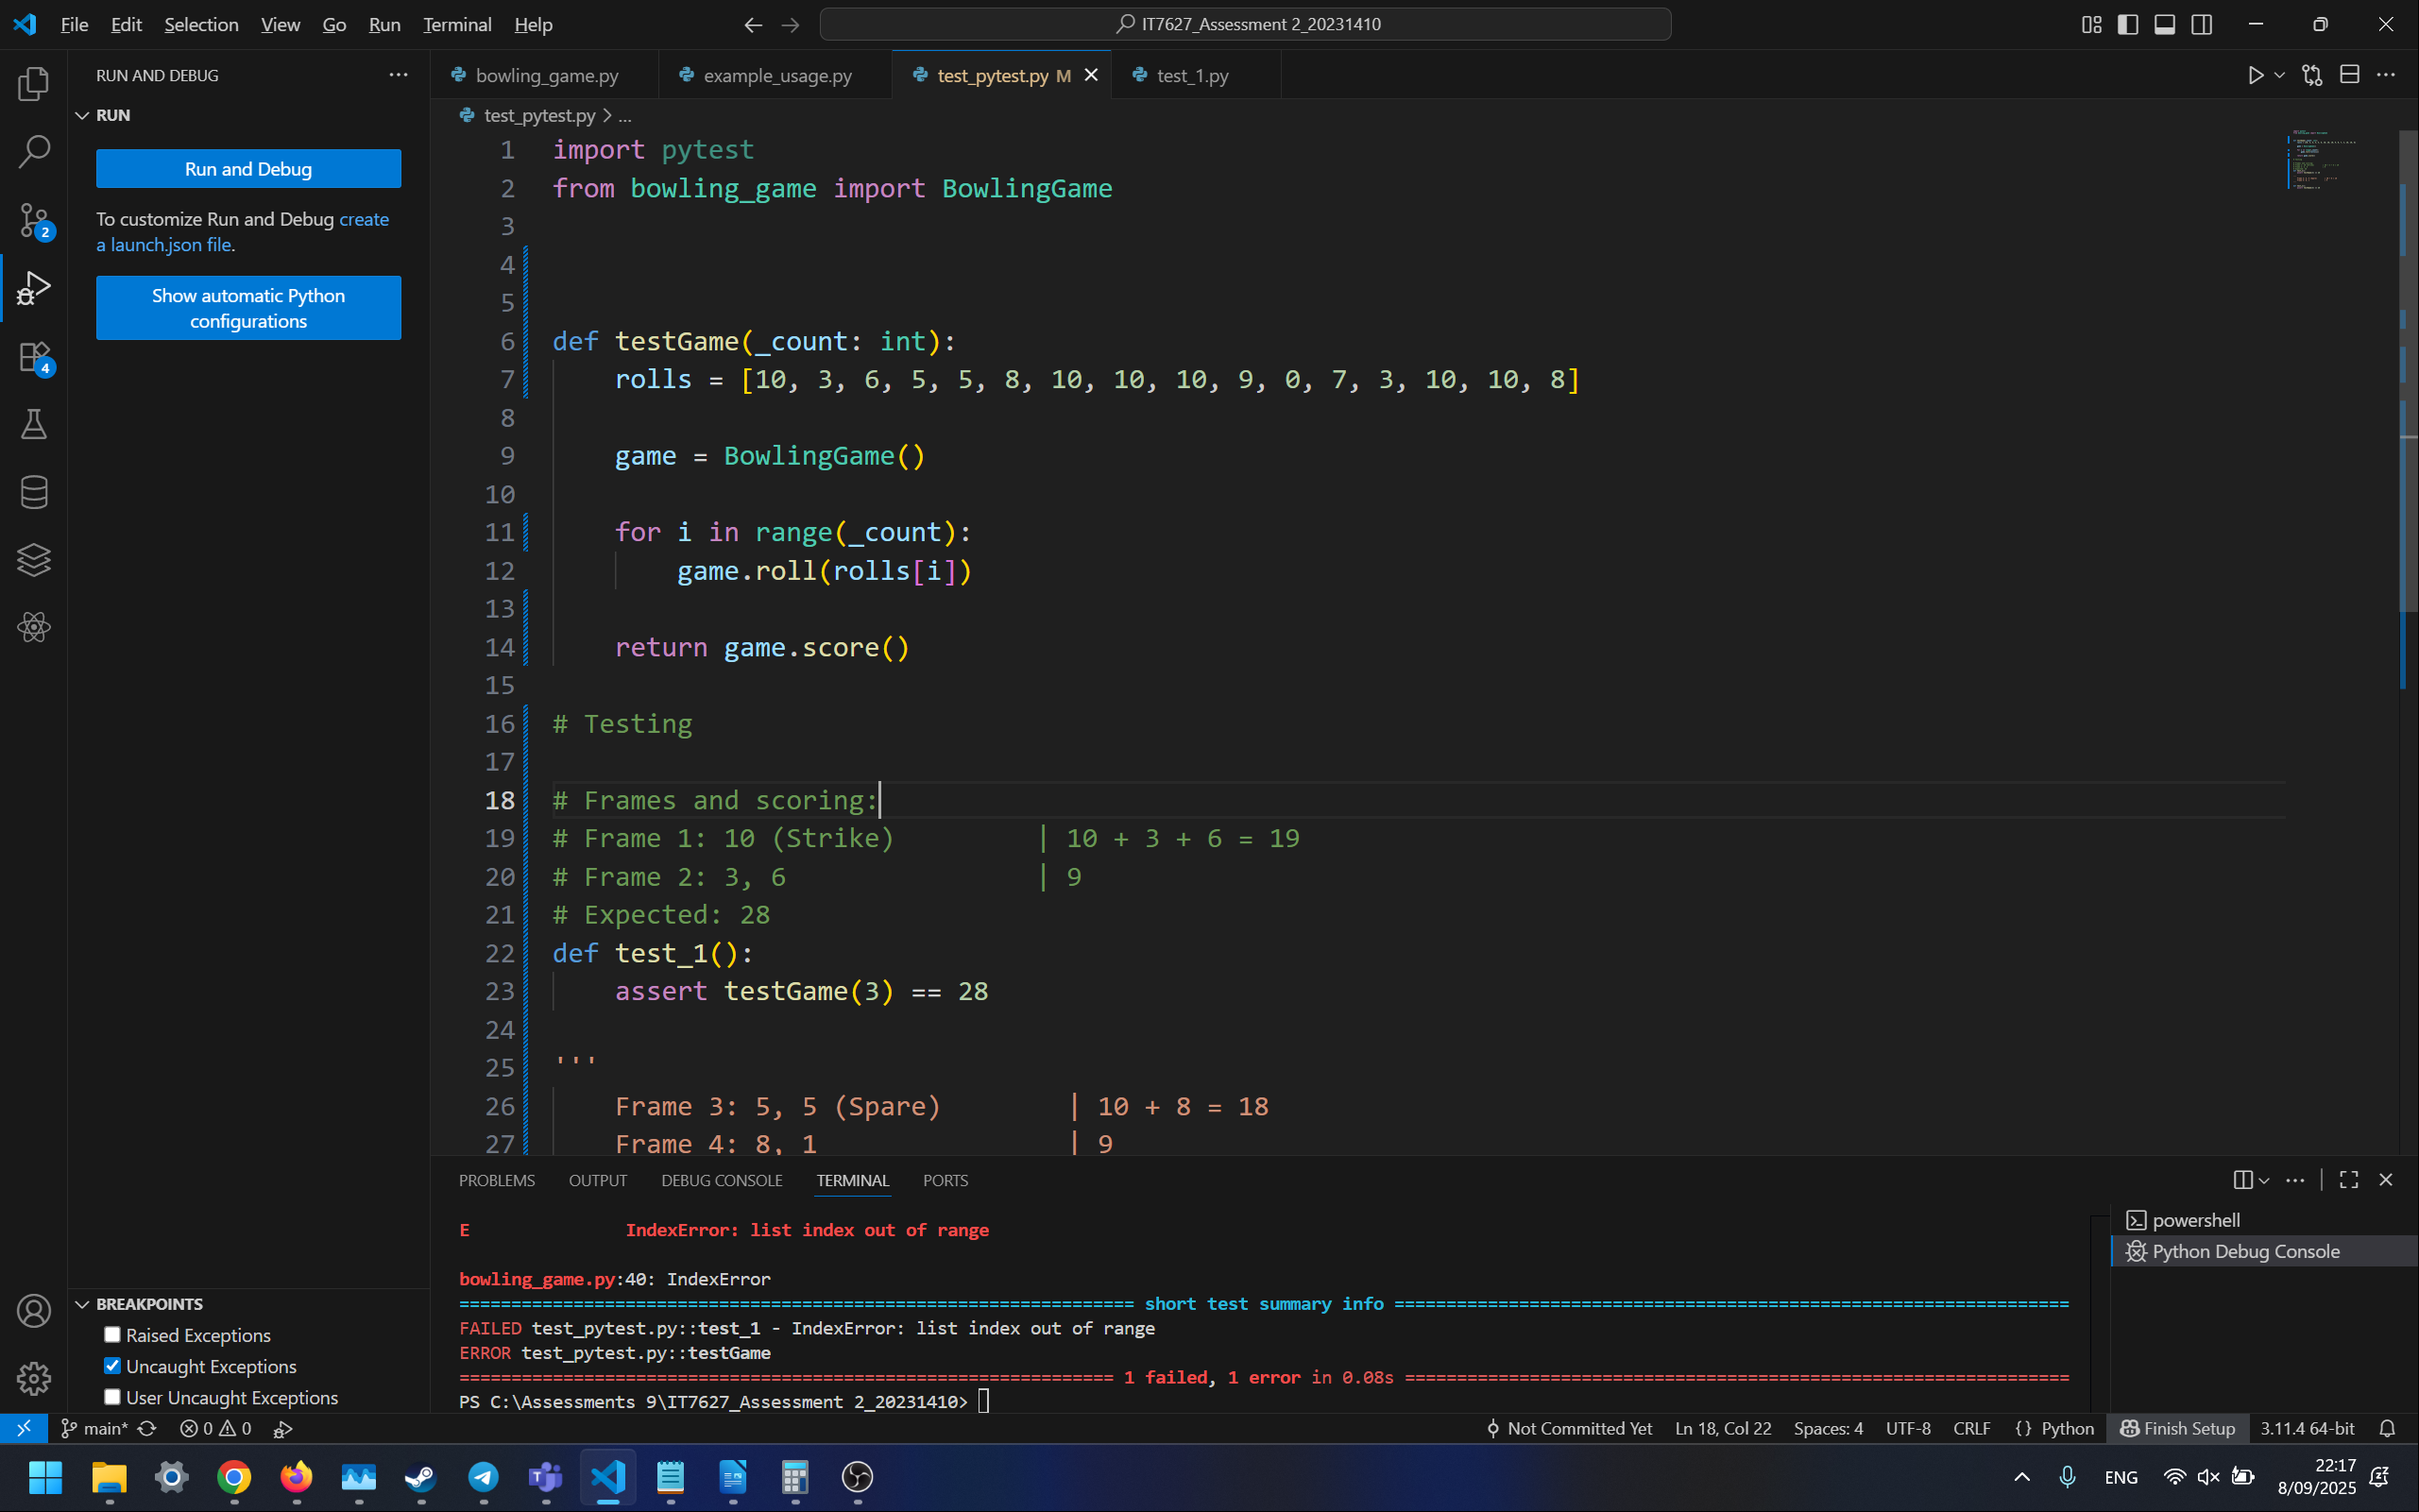 File Edit Selection View Go Run Terminal Help
IT7627_Assessment 2_20231410
RUN AND DEBUG
RUN
Run and Debug
To customize Run and Debug create
a launch.json file.
Show automatic Python
configurations
2
4
BREAKPOINTS
Raised Exceptions
Uncaught Exceptions
User Uncaught Exceptions
bowling_game.py
example_usage.py
test_pytest.py M
test_1.py
test_pytest.py > ...
1 import pytest
2 from bowling_game import BowlingGame
3
4
5
6 def testGame(_count: int):
7     rolls = [10, 3, 6, 5, 5, 8, 10, 10, 10, 9, 0, 7, 3, 10, 10, 8]
8
9     game = BowlingGame()
10
11     for i in range(_count):
12         game.roll(rolls[i])
13
14     return game.score()
15
16 # Testing
17
18 # Frames and scoring:
19 # Frame 1: 10 (Strike)          | 10 + 3 + 6 = 19
20 # Frame 2: 3, 6                 | 9
21 # Expected: 28
22 def test_1():
23     assert testGame(3) == 28
24
25 '''
26     Frame 3: 5, 5 (Spare)         | 10 + 8 = 18
27     Frame 4: 8, 1                 | 9
PROBLEMS OUTPUT DEBUG CONSOLE TERMINAL PORTS
E               IndexError: list index out of range
bowling_game.py:40: IndexError
================================================================= short test summary info =================================================================
FAILED test_pytest.py::test_1 - IndexError: list index out of range
ERROR test_pytest.py::testGame
=============================================================== 1 failed, 1 error in 0.08s ================================================================
PS C:\Assessments 9\IT7627_Assessment 2_20231410>
powershell
Python Debug Console
main* 0 0
Not Committed Yet Ln 18, Col 22 Spaces: 4 UTF-8 CRLF {} Python Finish Setup 3.11.4 64-bit
ENG
22:17
8/09/2025